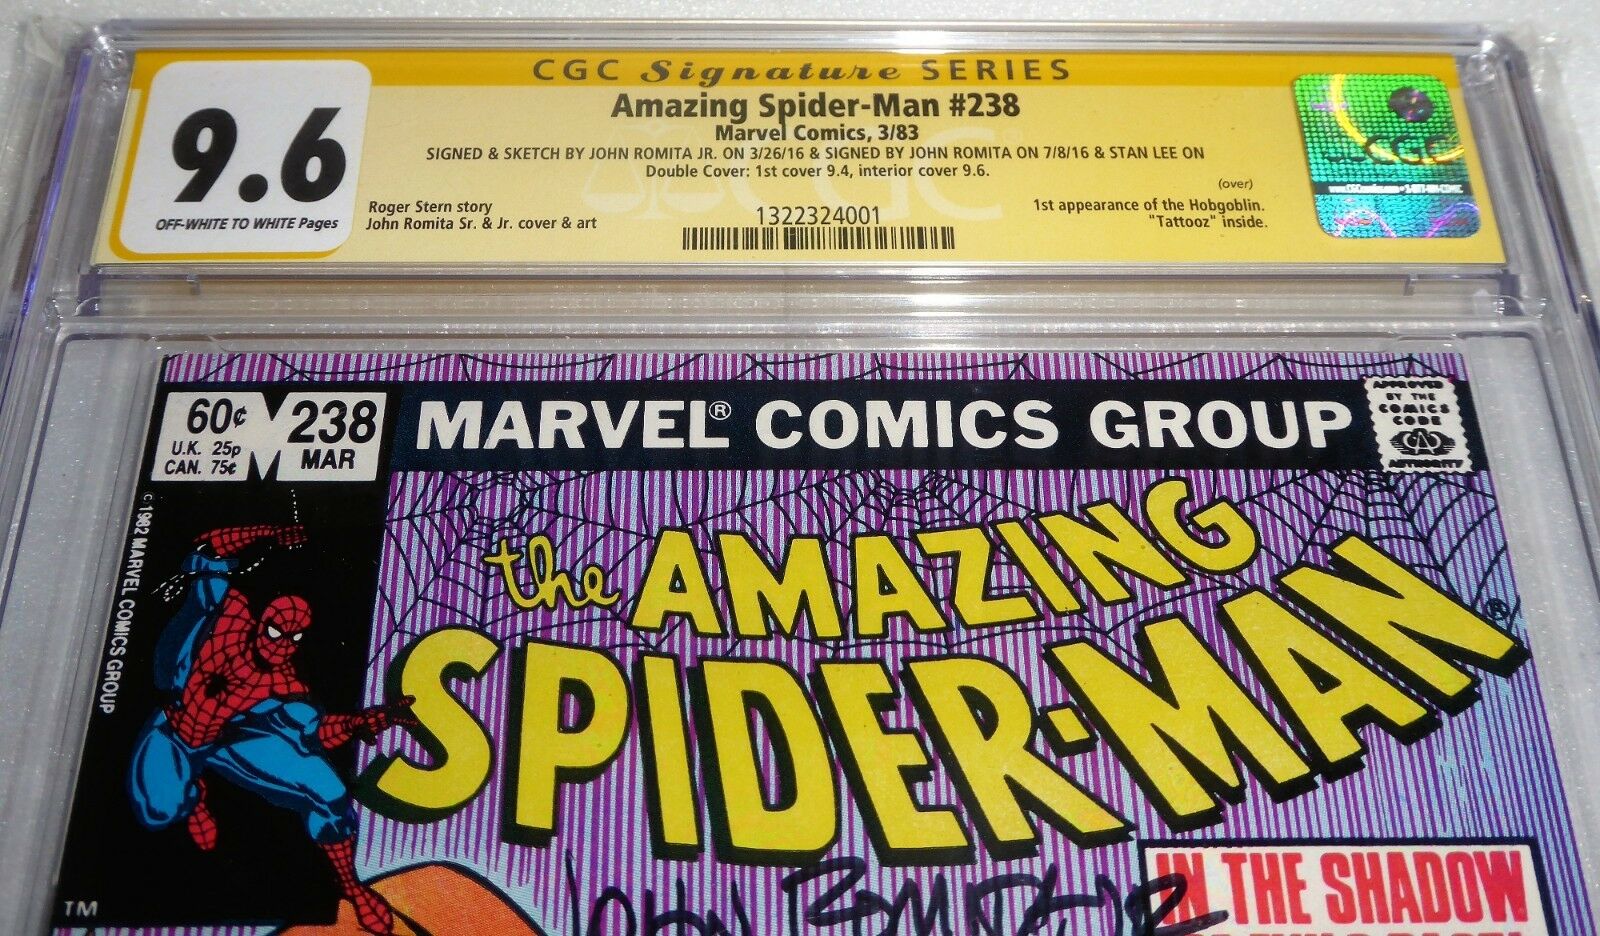 CGC Signature SERIES
Amazing Spider-Man #238
Marvel Comics, 3/83
SIGNED & SKETCH BY JOHN ROMITA JR. ON 3/26/16 & SIGNED BY JOHN ROMITA ON 7/8/16 & STAN LEE ON
Double Cover: 1st cover 9.4, interior cover 9.6.
(over)
9.6
OFF-WHITE TO WHITE Pages
Roger Stern story
John Romita Sr. & Jr. cover & art
1322324001
1st appearance of the Hobgoblin.
"Tattooz" inside.
60¢
U.K. 25p
CAN. 75¢
M
238
MAR
MARVEL® COMICS GROUP
APPROVED
BY THE
COMICS
CODE
CA
AUTHORITY
© 1982 MARVEL COMICS GROUP
the AMAZING
SPIDER-MAN®
TM
JOHN ROMITA JR
IN THE SHADOW